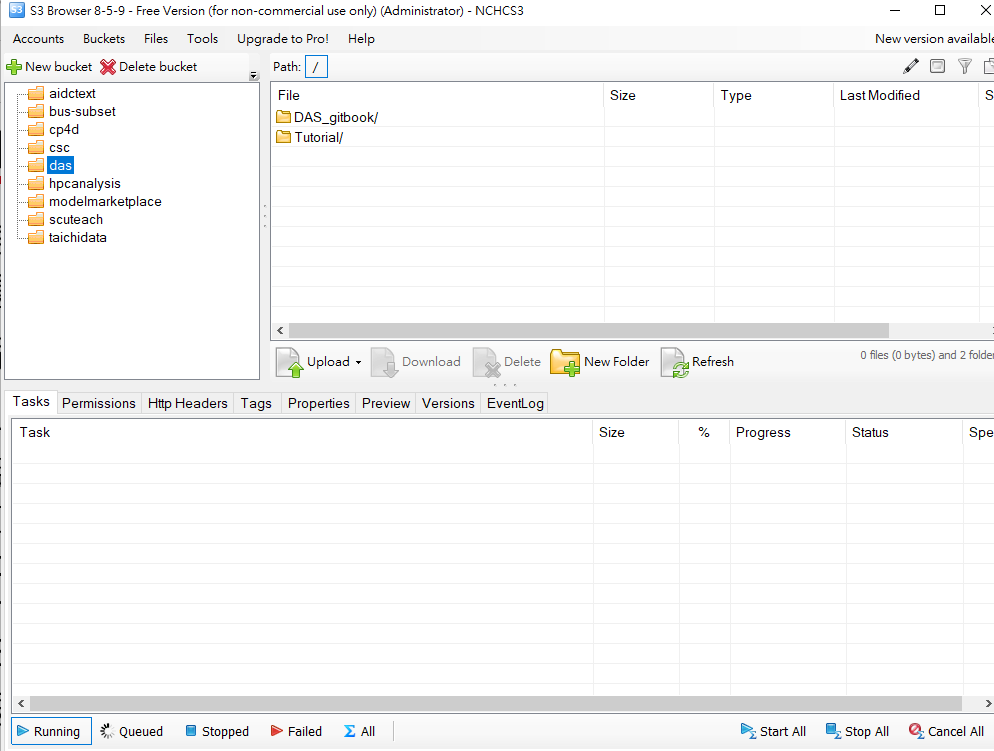 S3 Browser 8-5-9 - Free Version (for non-commercial use only) (Administrator) - NCHCS3
Accounts Buckets Files Tools Upgrade to Pro! Help New version available
New bucket Delete bucket Path: /
aidctext
bus-subset
cp4d
csc
das
hpcanalysis
modelmarketplace
scuteach
taichidata
File Size Type Last Modified S
DAS_gitbook/
Tutorial/
Upload Download Delete New Folder Refresh 0 files (0 bytes) and 2 folder
Tasks Permissions Http Headers Tags Properties Preview Versions EventLog
Task Size % Progress Status Spe
Running Queued Stopped Failed All Start All Stop All Cancel All